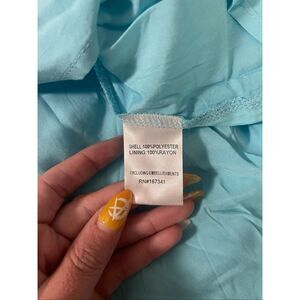 SHELL:100%POLYESTER
LINING:100%RAYON
EXCLUDING EMBELLISHMENTS
RN#167341